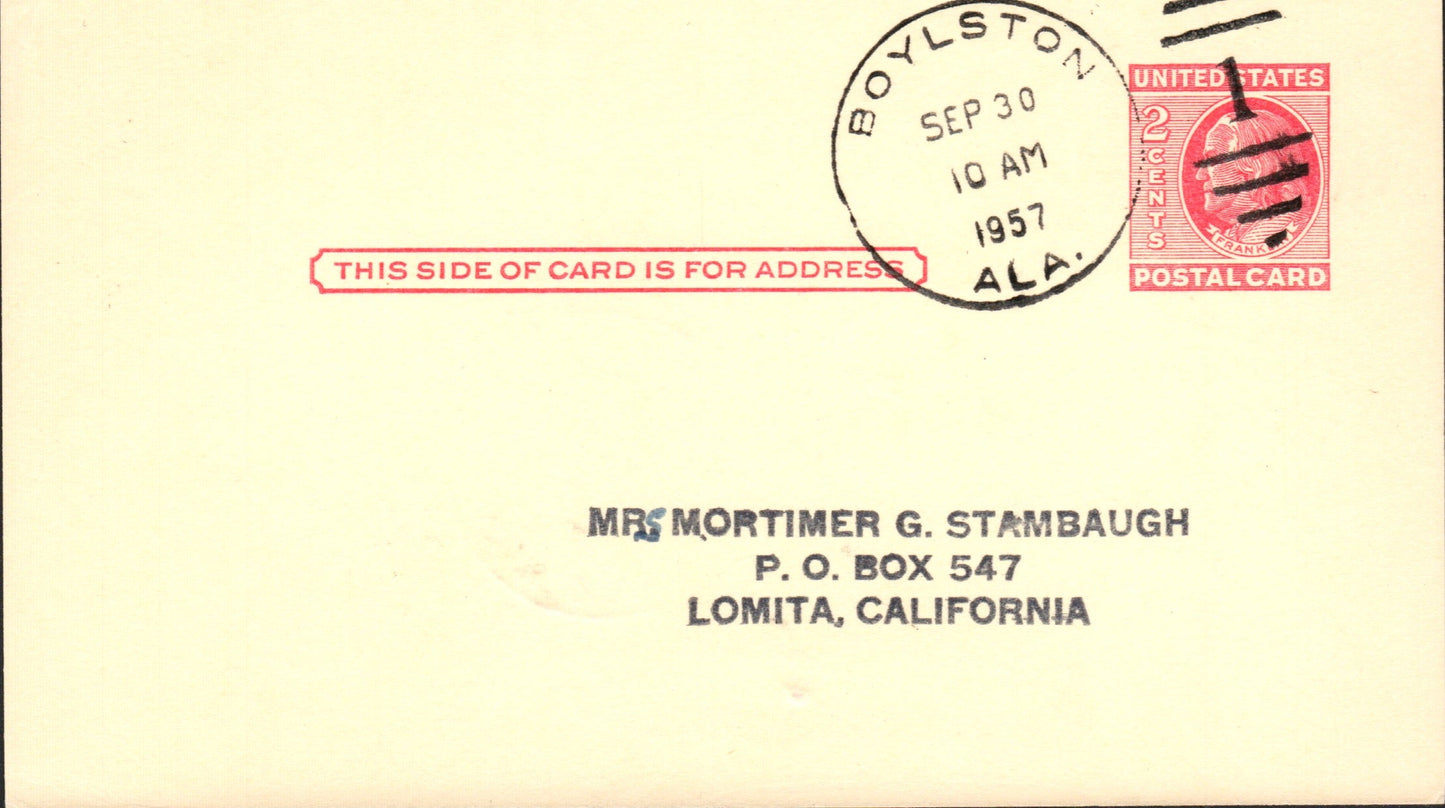 BOYLSTON
SEP 30
10 AM
1957
ALA.
1
UNITED STATES
2 CENTS
FRANKLIN
POSTAL CARD
THIS SIDE OF CARD IS FOR ADDRESS
MRS MORTIMER G. STAMBAUGH
P. O. BOX 547
LOMITA, CALIFORNIA